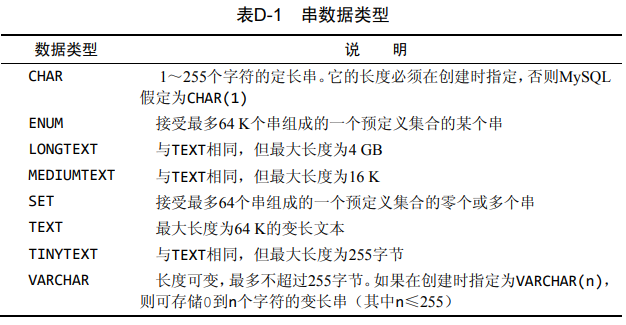 表D-1 串数据类型
数据类型 说 明
CHAR 1～255个字符的定长串。它的长度必须在创建时指定，否则MySQL
假定为CHAR(1)
ENUM 接受最多64 K个串组成的一个预定义集合的某个串
LONGTEXT 与TEXT相同，但最大长度为4 GB
MEDIUMTEXT 与TEXT相同，但最大长度为16 K
SET 接受最多64个串组成的一个预定义集合的零个或多个串
TEXT 最大长度为64 K的变长文本
TINYTEXT 与TEXT相同，但最大长度为255字节
VARCHAR 长度可变，最多不超过255字节。如果在创建时指定为VARCHAR(n)，
则可存储0到n个字符的变长串（其中n≤255）